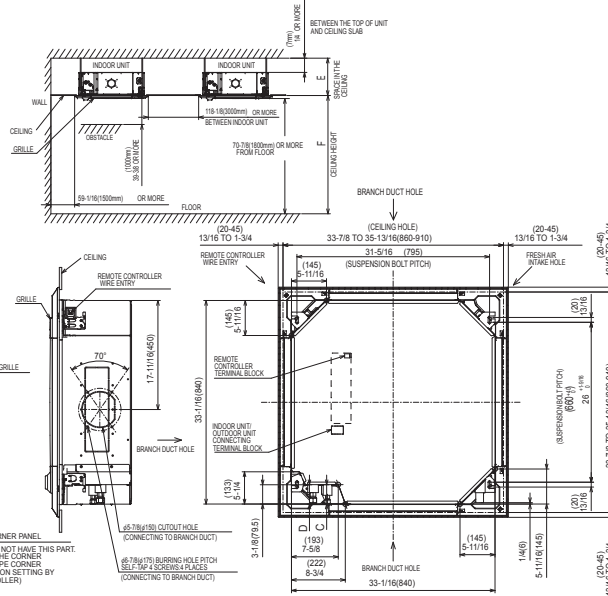 (7mm)
1/4 OR MORE
BETWEEN THE TOP OF UNIT
AND CEILING SLAB
INDOOR UNIT
INDOOR UNIT
E
SPACE IN THE
CEILING
WALL
CEILING
GRILLE
118-1/8(3000mm) OR MORE
BETWEEN INDOOR UNIT
OBSTACLE
(1000mm)
39-38 OR MORE
70-7/8(1800mm) OR MORE
FROM FLOOR
F
CEILING HEIGHT
59-1/16(1500mm) OR MORE
FLOOR
BRANCH DUCT HOLE
(20-45)
13/16 TO 1-3/4
(CEILING HOLE)
33-7/8 TO 35-13/16(860-910)
(20-45)
13/16 TO 1-3/4
31-5/16 (795)
(SUSPENSION BOLT PITCH)
(145)
5-11/16
REMOTE CONTROLLER
WIRE ENTRY
FRESH AIR
INTAKE HOLE
(20-45)
CEILING
REMOTE CONTROLLER
WIRE ENTRY
GRILLE
GRILLE
70°
17-11/16(450)
33-1/16(840)
(145)
5-11/16
(20)
13/16
REMOTE
CONTROLLER
TERMINAL BLOCK
INDOOR UNIT/
OUTDOOR UNIT
CONNECTING
TERMINAL BLOCK
(SUSPENSION BOLT PITCH)
BRANCH DUCT HOLE
(133)
5-1/4
3-1/8(79.5)
D
C
(193)
7-5/8
(222)
8-3/4
(145)
5-11/16
1/4(6)
5-11/16(145)
(20)
13/16
33-1/16(840)
BRANCH DUCT HOLE
(20-45)
RNER PANEL
NOT HAVE THIS PART.
HE CORNER
PE CORNER
ON SETTING BY
OLLER)
ø5-7/8(ø150) CUTOUT HOLE
(CONNECTING TO BRANCH DUCT)
ø6-7/8(ø175) BURRING HOLE PITCH
SELF-TAP 4 SCREWS:4 PLACES
(CONNECTING TO BRANCH DUCT)